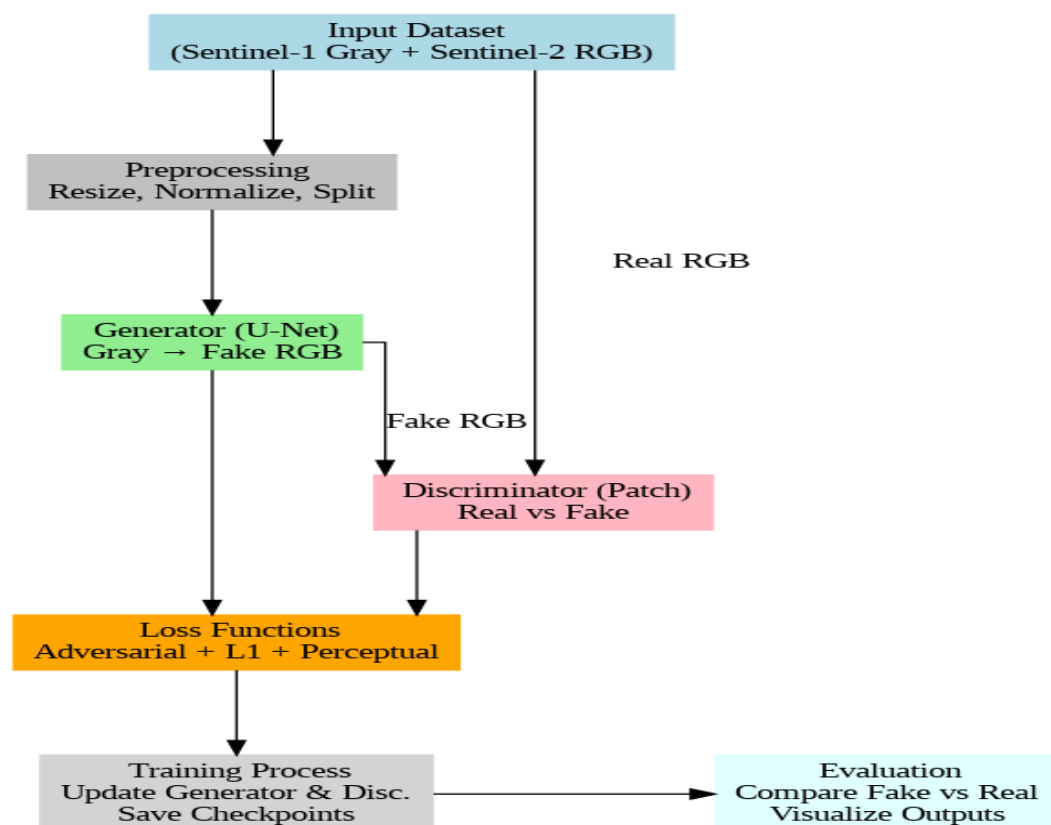 Input Dataset
(Sentinel-1 Gray + Sentinel-2 RGB)
Preprocessing
Resize, Normalize, Split
Real RGB
Generator (U-Net)
Gray → Fake RGB
Fake RGB
Discriminator (Patch)
Real vs Fake
Loss Functions
Adversarial + L1 + Perceptual
Training Process
Update Generator & Disc.
Save Checkpoints
Evaluation
Compare Fake vs Real
Visualize Outputs